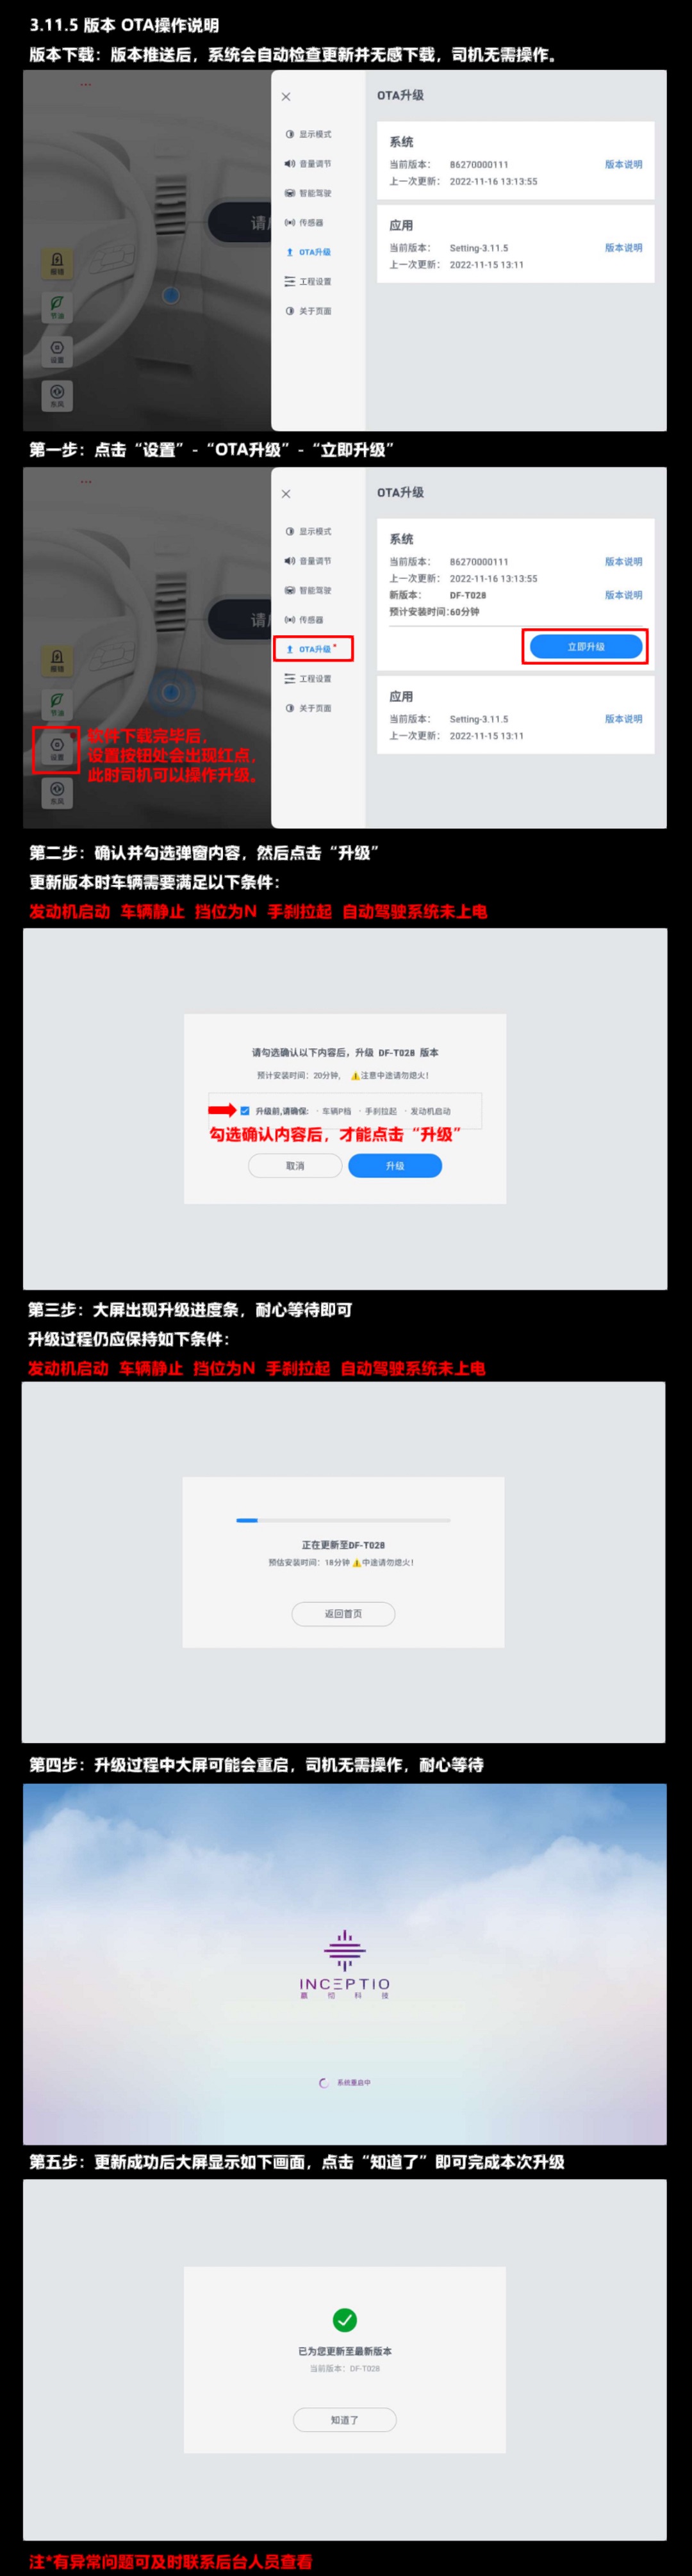 3.11.5 版本 OTA操作说明
版本下载：版本推送后，系统会自动检查更新并无感下载，司机无需操作。
OTA升级
显示模式
音量调节
智能驾驶
传感器
OTA升级
工程设置
关于页面
系统
当前版本： B6270000111 版本说明
上一次更新： 2022-11-16 13:13:55
应用
当前版本： Setting-3.11.5 版本说明
上一次更新： 2022-11-15 13:11
请
节油
设置
东风
第一步：点击“设置”-“OTA升级”-“立即升级”
OTA升级
显示模式
音量调节
智能驾驶
传感器
OTA升级
工程设置
关于页面
系统
当前版本： B6270000111 版本说明
上一次更新： 2022-11-16 13:13:55
新版本： DF-T028 版本说明
预计安装时间:60分钟
立即升级
应用
当前版本： Setting-3.11.5 版本说明
上一次更新： 2022-11-15 13:11
请
节油
设置
东风
软件下载完毕后，
设置按钮处会出现红点，
此时司机可以操作升级。
第二步：确认并勾选弹窗内容，然后点击“升级”
更新版本时车辆需要满足以下条件：
发动机启动 车辆静止 挡位为N 手刹拉起 自动驾驶系统未上电
请勾选确认以下内容后，升级 DF-T028 版本
预计安装时间：20分钟， 注意中途请勿熄火！
升级前,请确保: · 车辆P档 · 手刹拉起 · 发动机启动
勾选确认内容后，才能点击“升级”
取消 升级
第三步：大屏出现升级进度条，耐心等待即可
升级过程仍应保持如下条件：
发动机启动 车辆静止 挡位为N 手刹拉起 自动驾驶系统未上电
正在更新至DF-T028
预估安装时间：18分钟 中途请勿熄火！
返回首页
第四步：升级过程中大屏可能会重启，司机无需操作，耐心等待
INCEPTIO
嬴彻科技
系统重启中
第五步：更新成功后大屏显示如下画面，点击“知道了”即可完成本次升级
已为您更新至最新版本
当前版本：DF-T028
知道了
注*有异常问题可及时联系后台人员查看